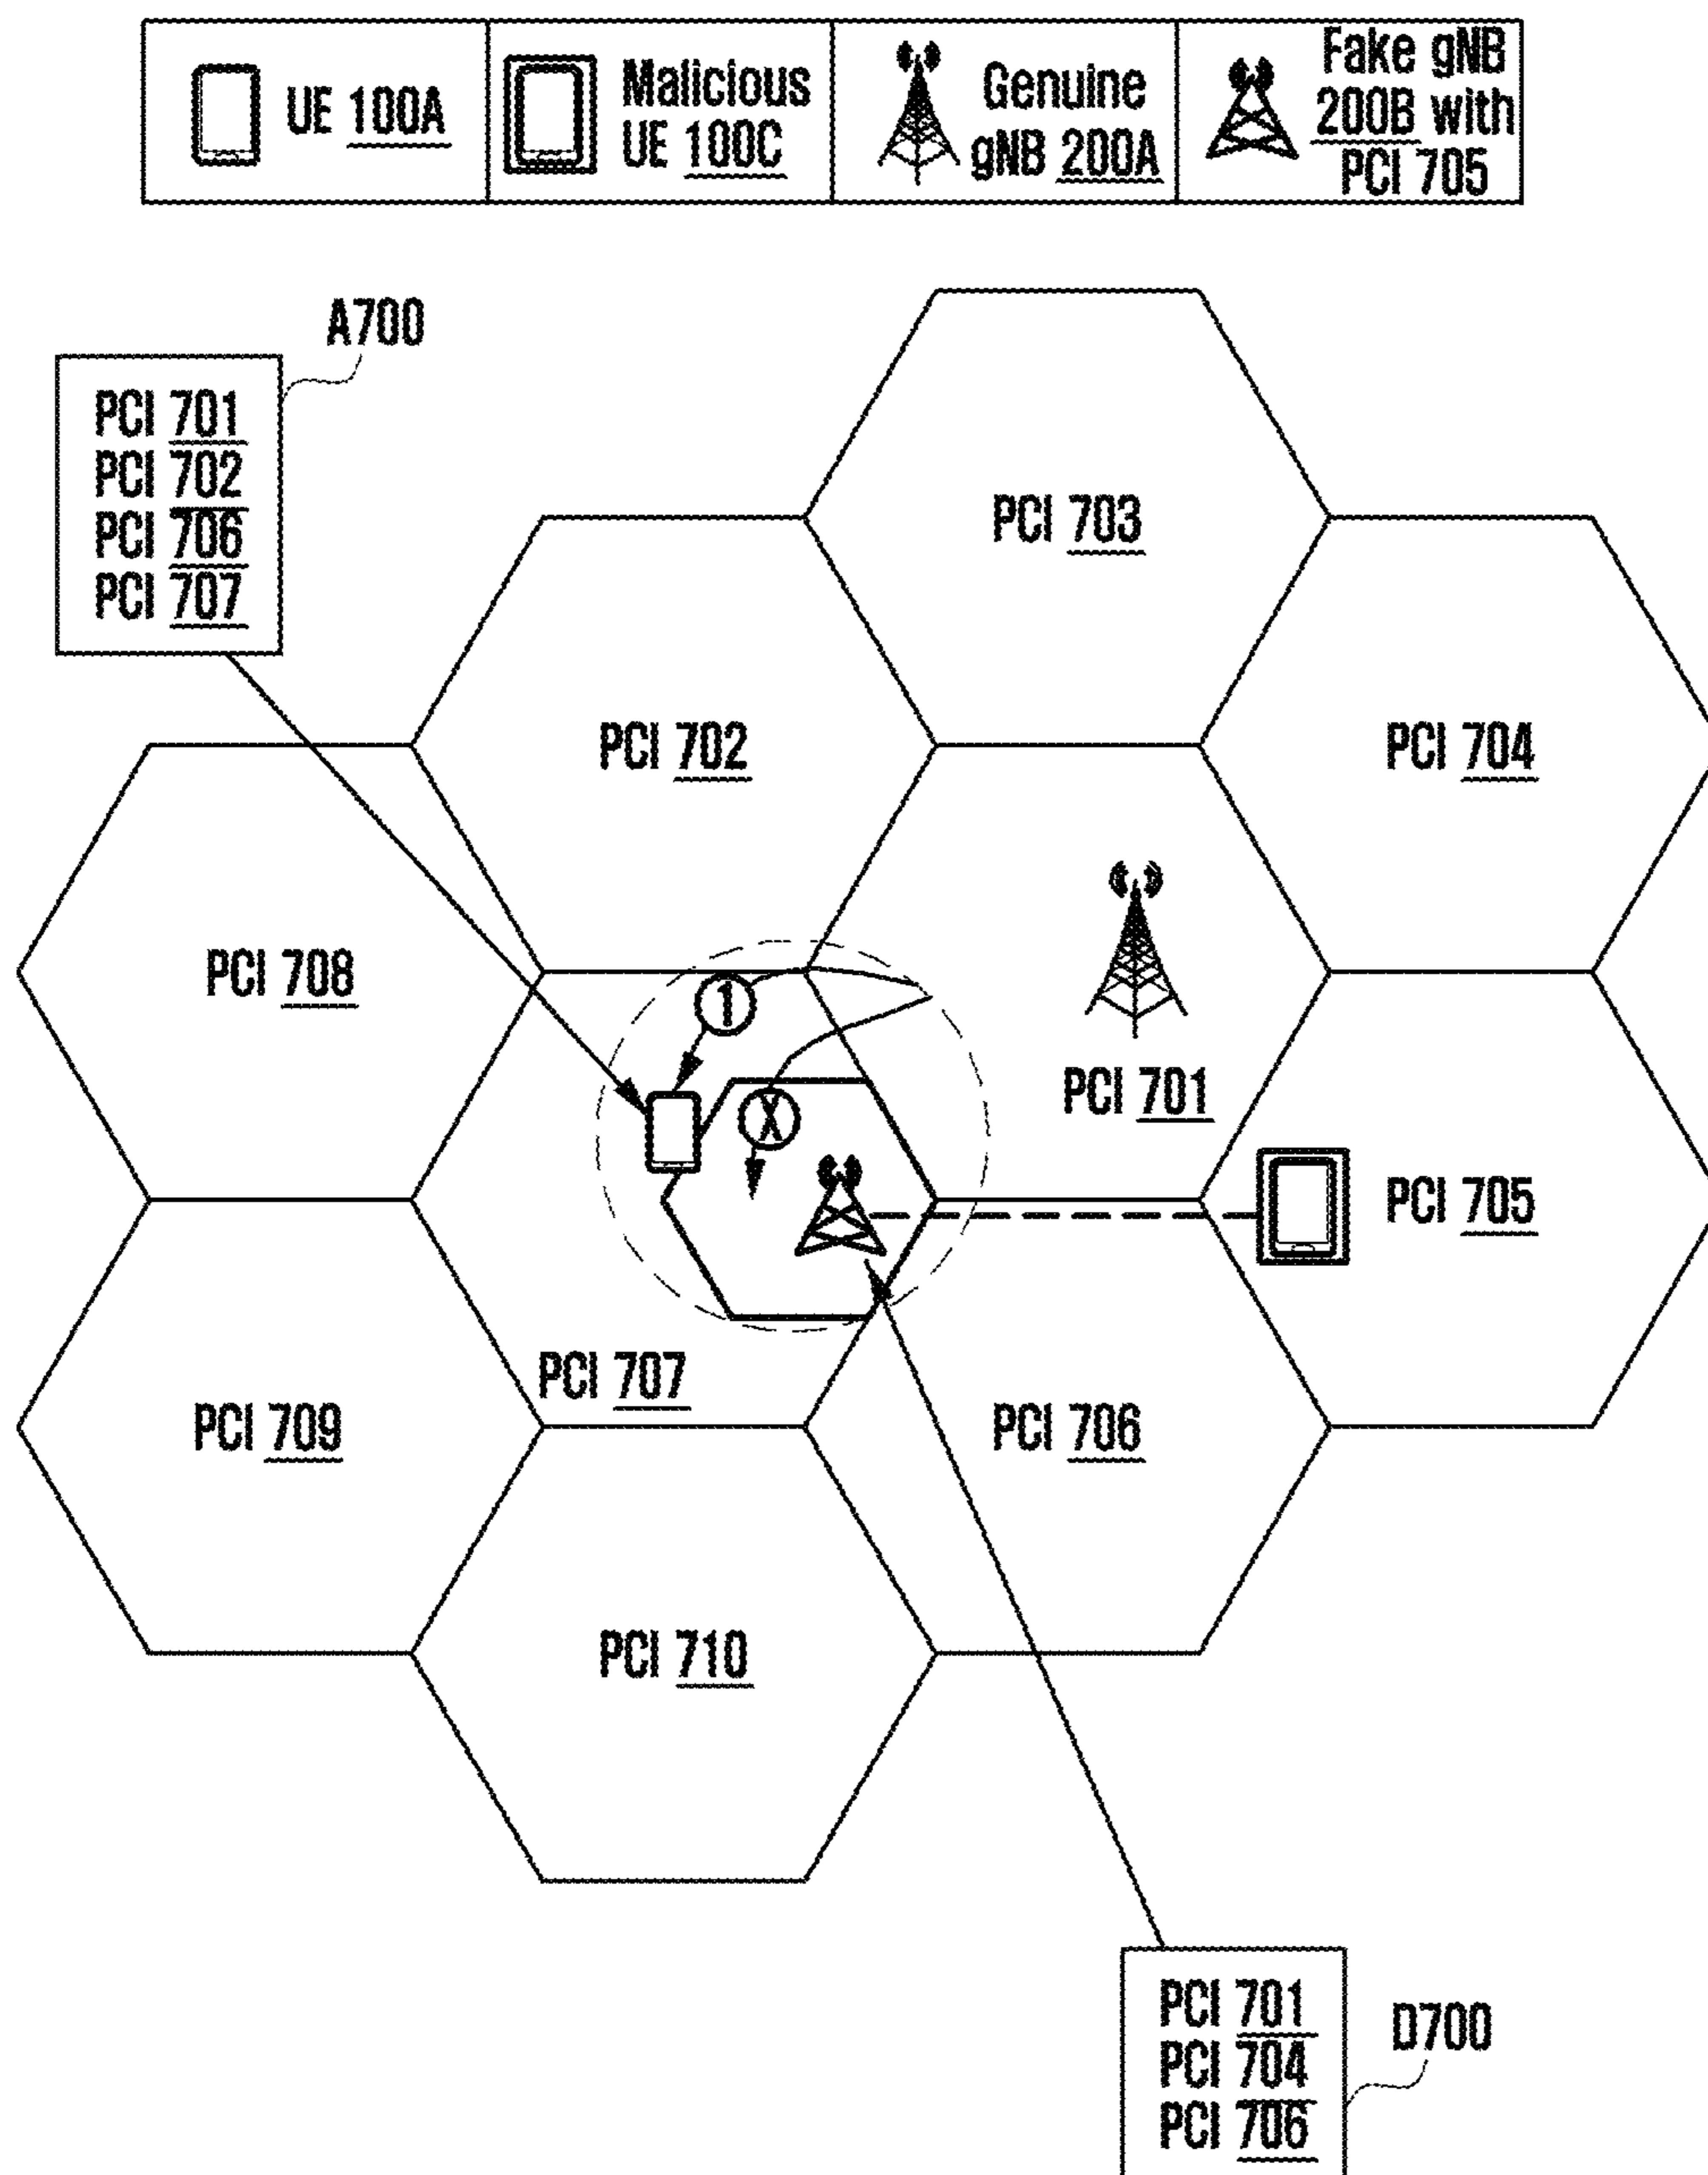 UE 100A
Malicious
UE 100C
Genuine
gNB 200A
Fake gNB
200B with
PCI 705
A700
PCI 701
PCI 702
PCI 706
PCI 707
PCI 703
PCI 702
PCI 704
PCI 708
1
PCI 701
X
PCI 705
PCI 707
PCI 709
PCI 706
PCI 710
PCI 701
PCI 704
PCI 706
D700